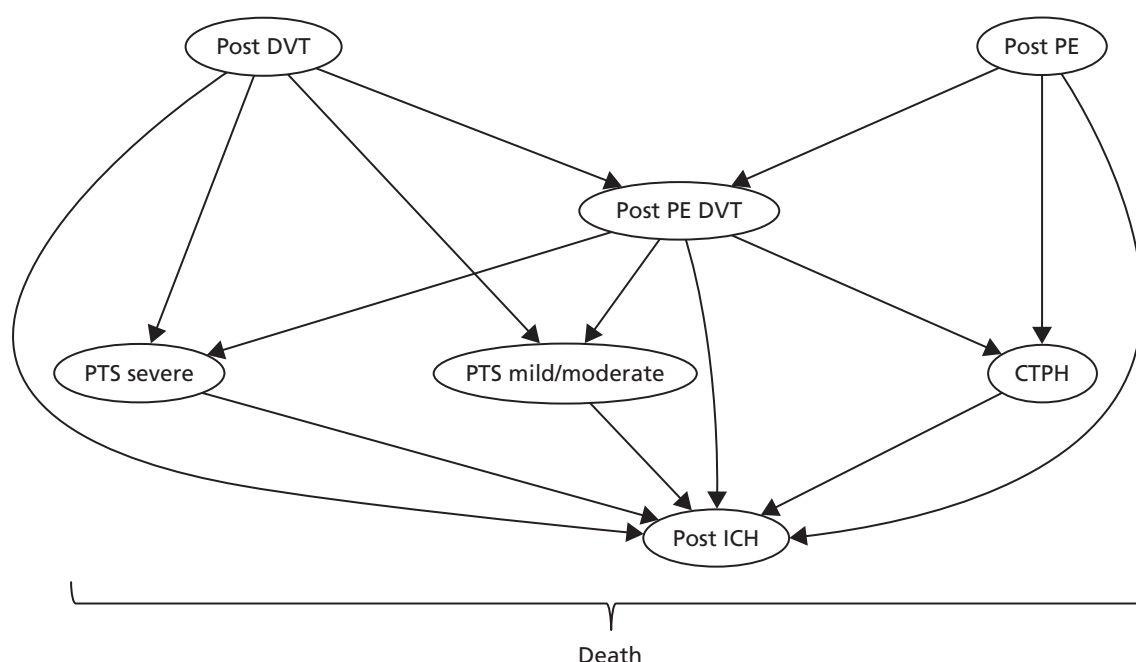 Post DVT
Post PE
Post PE DVT
PTS severe
PTS mild/moderate
CTPH
Post ICH
Death